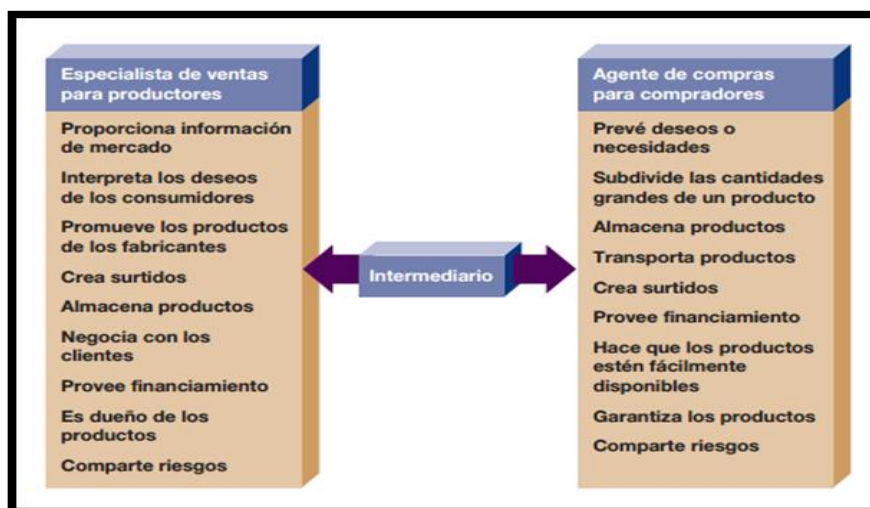 Especialista de ventas
para productores
Proporciona información
de mercado
Interpreta los deseos
de los consumidores
Promueve los productos
de los fabricantes
Crea surtidos
Almacena productos
Negocia con los
clientes
Provee financiamiento
Es dueño de los
productos
Comparte riesgos
Intermediario
Agente de compras
para compradores
Prevé deseos o
necesidades
Subdivide las cantidades
grandes de un producto
Almacena productos
Transporta productos
Crea surtidos
Provee financiamiento
Hace que los productos
estén fácilmente
disponibles
Garantiza los productos
Comparte riesgos